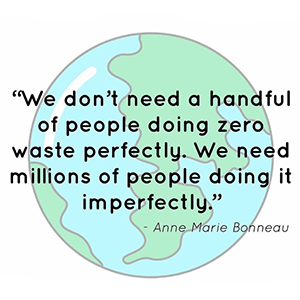 “We don’t need a handful
of people doing zero
waste perfectly. We need
millions of people doing it
imperfectly.”
- Anne Marie Bonneau